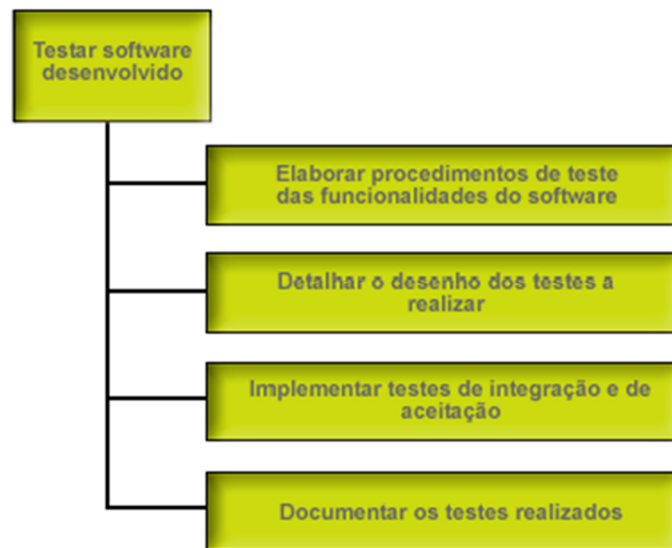 Testar software
desenvolvido
Elaborar procedimentos de teste
das funcionalidades do software
Detalhar o desenho dos testes a
realizar
Implementar testes de integração e de
aceitação
Documentar os testes realizados